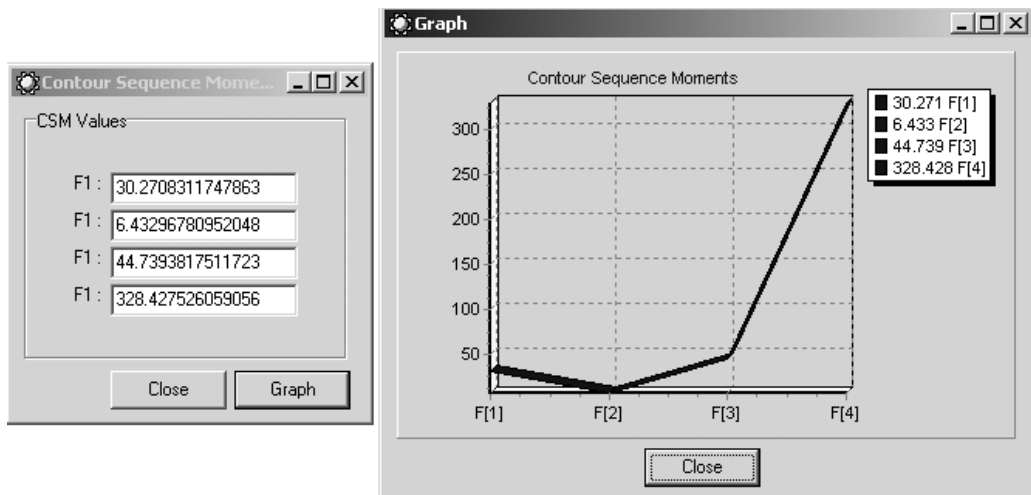 Contour Sequence Mome...
CSM Values
F1 : 30.2708311747863
F1 : 6.43296780952048
F1 : 44.7393817511723
F1 : 328.427526059056
Close Graph
Graph
Contour Sequence Moments
300
250
200
150
100
50
F[1] F[2] F[3] F[4]
30.271 F[1]
6.433 F[2]
44.739 F[3]
328.428 F[4]
Close